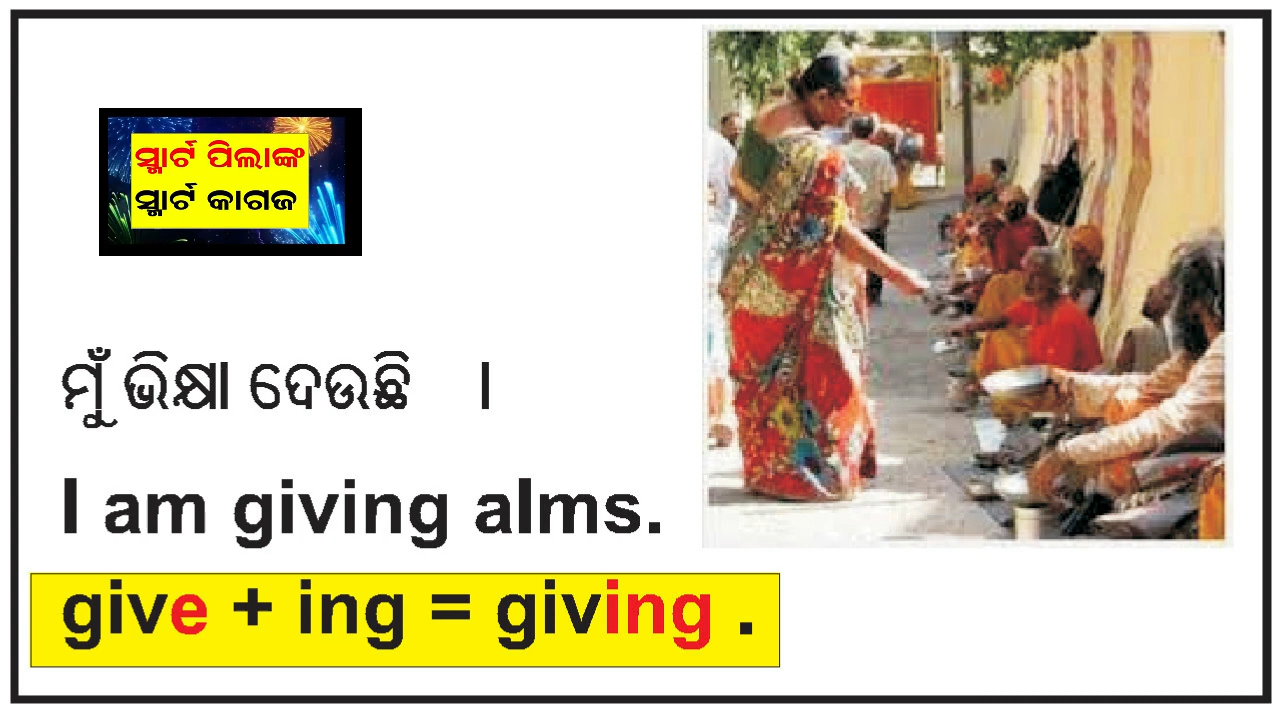 ସ୍ମାର୍ଟ ପିଲାଙ୍କ
ସ୍ମାର୍ଟ କାଗଜ
ମୁଁ ଭିକ୍ଷା ଦେଉଛି ।
I am giving alms.
give + ing = giving .